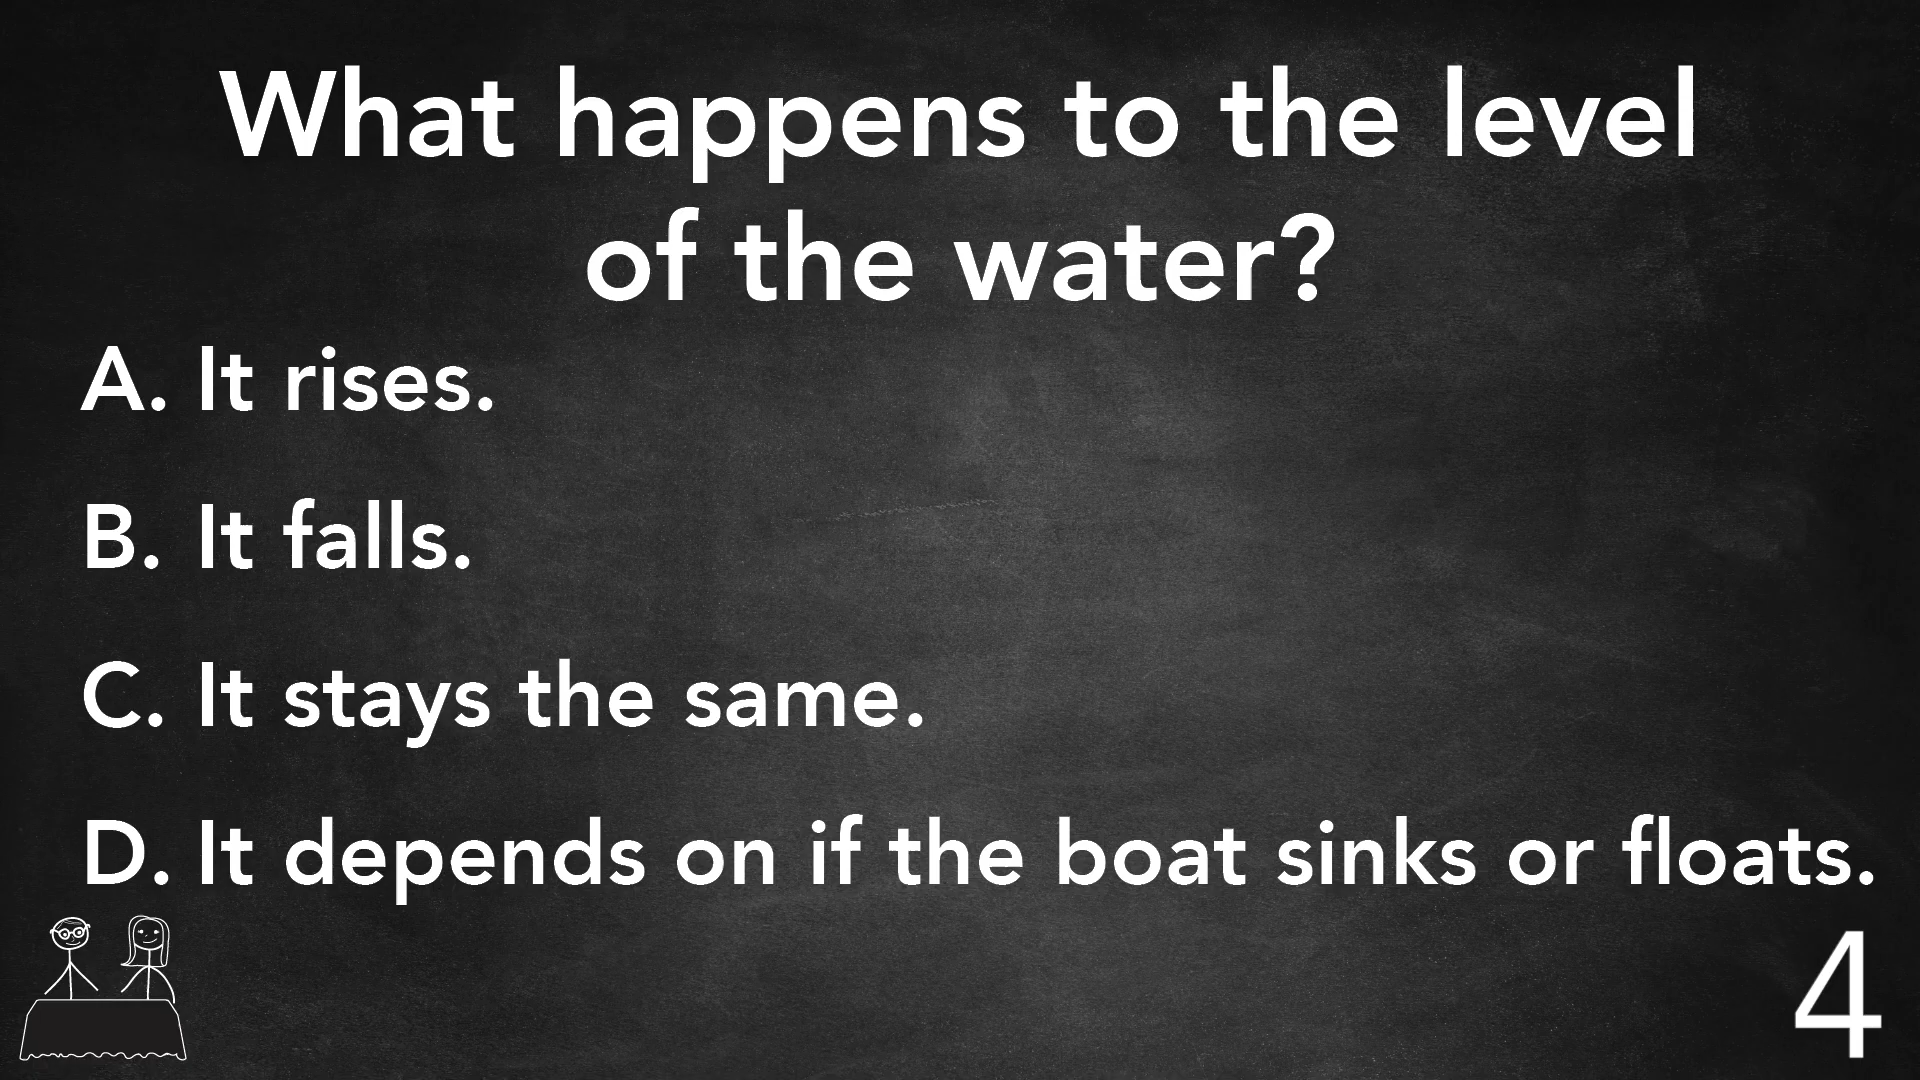 What happens to the level
of the water?
A. It rises.
B. It falls.
C. It stays the same.
D. It depends on if the boat sinks or floats.
4